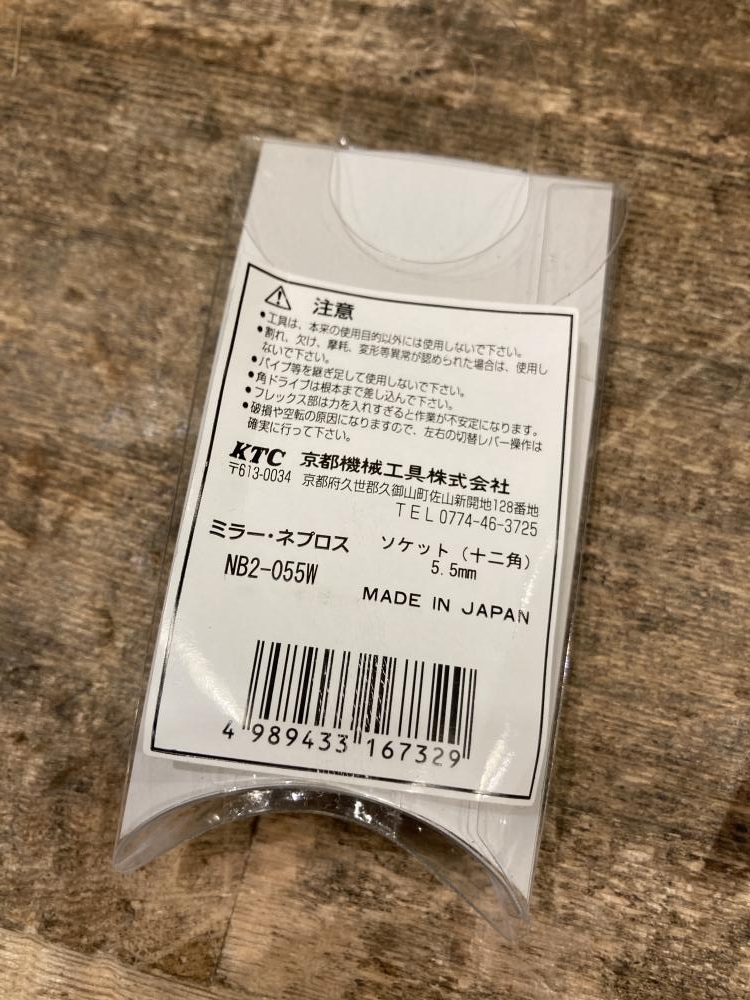 注意
•工具は、本来の使用目的以外には使用しないで下さい。
•割れ、欠け、摩耗、変形等異常が認められた場合は、使用し
ないで下さい。
•パイプ等を継ぎ足して使用しないで下さい。
•角ドライブは根本まで差し込んで下さい。
•フレックス部は力を入れすぎると作業が不安定になります。
•破損や空転の原因になりますので、左右の切替レバー操作は
確実に行って下さい。
KTC 京都機械工具株式会社
〒613-0034 京都府久世郡久御山町佐山新開地128番地
TEL 0774-46-3725
ミラー・ネプロス ソケット（十二角）
NB2-055W 5.5mm
MADE IN JAPAN
4 989433 167329